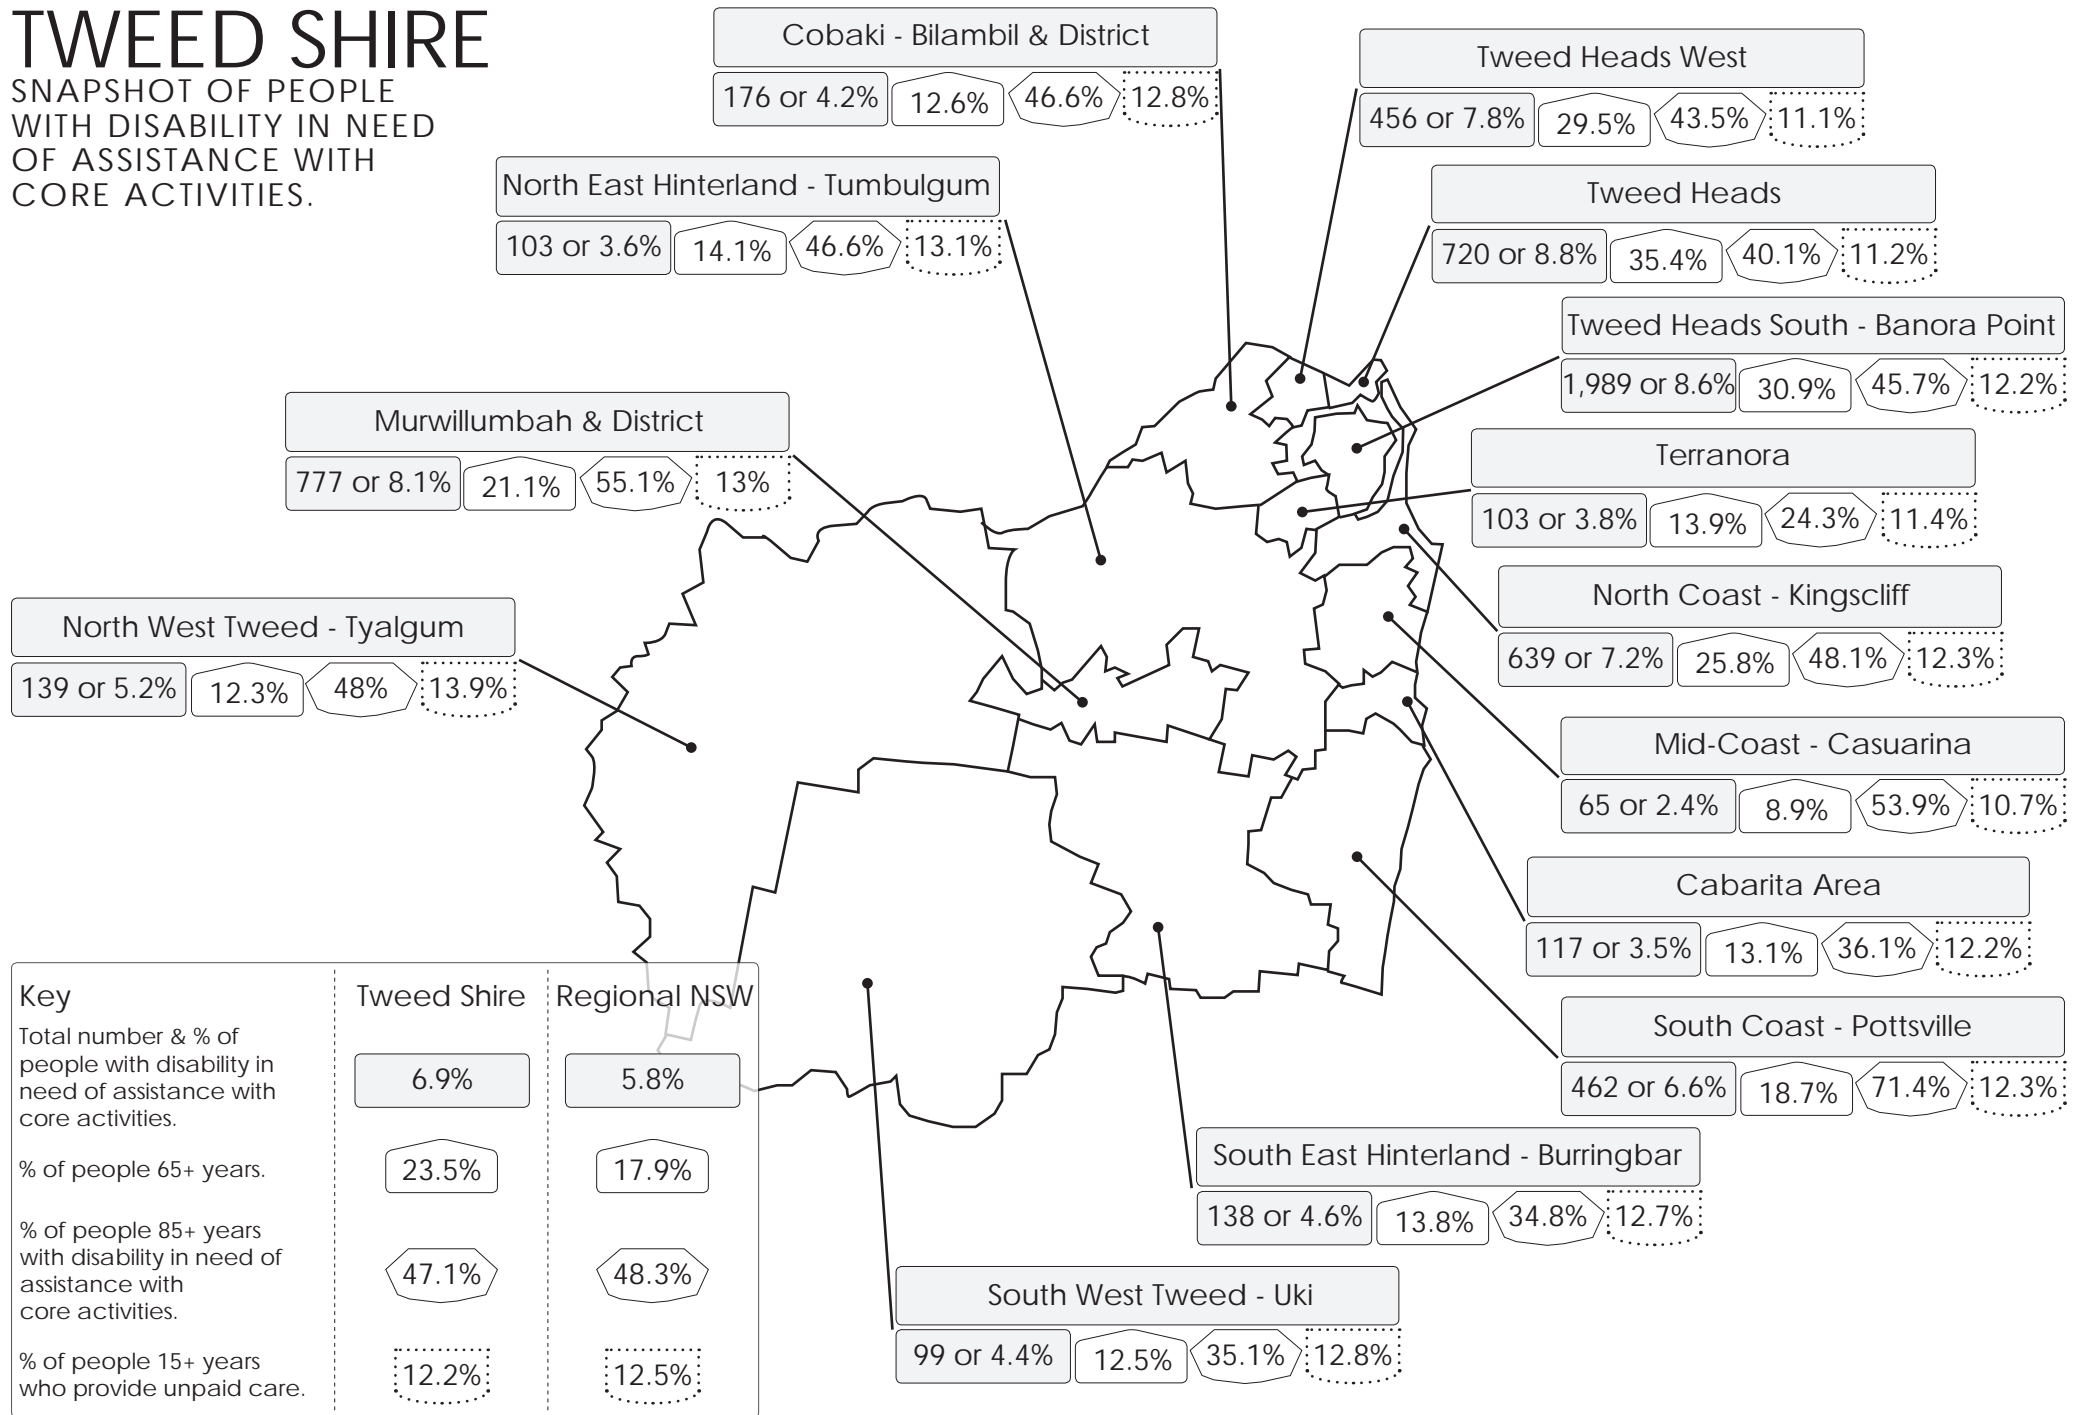 TWEED SHIRE
SNAPSHOT OF PEOPLE
WITH DISABILITY IN NEED
OF ASSISTANCE WITH
CORE ACTIVITIES.
Cobaki - Bilambil & District
176 or 4.2% 12.6% 46.6% 12.8%
Tweed Heads West
456 or 7.8% 29.5% 43.5% 11.1%
North East Hinterland - Tumbulgum
103 or 3.6% 14.1% 46.6% 13.1%
Tweed Heads
720 or 8.8% 35.4% 40.1% 11.2%
Tweed Heads South - Banora Point
1,989 or 8.6% 30.9% 45.7% 12.2%
Murwillumbah & District
777 or 8.1% 21.1% 55.1% 13%
Terranora
103 or 3.8% 13.9% 24.3% 11.4%
North Coast - Kingscliff
639 or 7.2% 25.8% 48.1% 12.3%
North West Tweed - Tyalgum
139 or 5.2% 12.3% 48% 13.9%
Mid-Coast - Casuarina
65 or 2.4% 8.9% 53.9% 10.7%
Cabarita Area
117 or 3.5% 13.1% 36.1% 12.2%
South Coast - Pottsville
462 or 6.6% 18.7% 71.4% 12.3%
South East Hinterland - Burringbar
138 or 4.6% 13.8% 34.8% 12.7%
South West Tweed - Uki
99 or 4.4% 12.5% 35.1% 12.8%
Key Tweed Shire Regional NSW
Total number & % of
people with disability in
need of assistance with
core activities.
6.9% 5.8%
% of people 65+ years.
23.5% 17.9%
% of people 85+ years
with disability in need of
assistance with
core activities.
47.1% 48.3%
% of people 15+ years
who provide unpaid care.
12.2% 12.5%